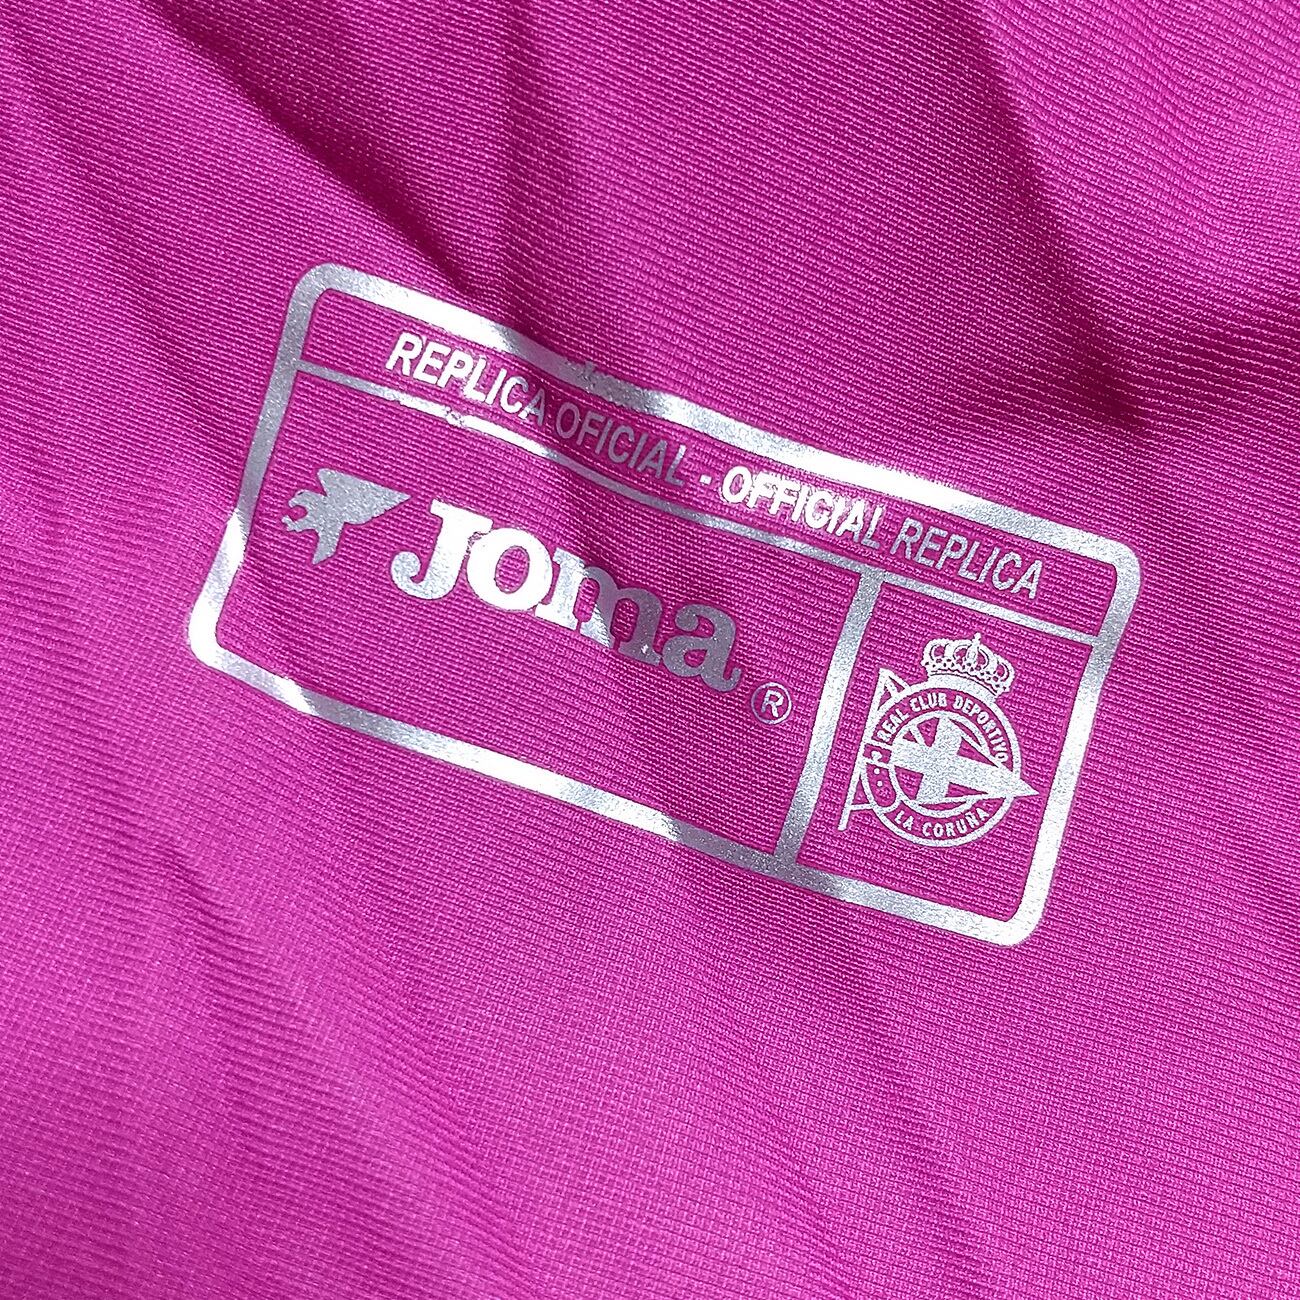 REPLICA OFICIAL - OFFICIAL REPLICA
Joma ®
REAL CLUB DEPORTIVO
LA CORUÑA